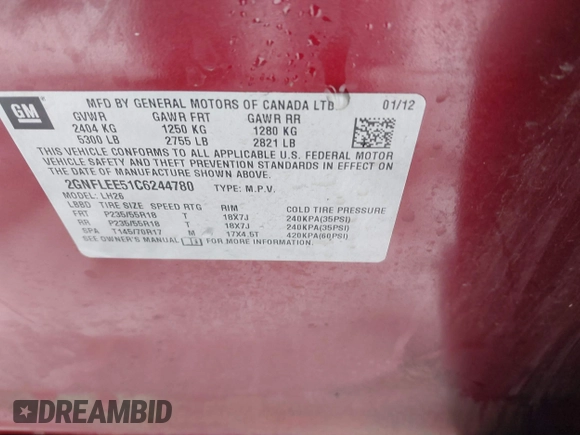 GM
MFD BY GENERAL MOTORS OF CANADA LTD 01/12
GVWR GAWR FRT GAWR RR
2404 KG 1250 KG 1280 KG
5300 LB 2755 LB 2821 LB
THIS VEHICLE CONFORMS TO ALL APPLICABLE U.S. FEDERAL MOTOR
VEHICLE SAFETY AND THEFT PREVENTION STANDARDS IN EFFECT ON
THE DATE OF MANUFACTURE SHOWN ABOVE.
2GNFLEE51C6244780 TYPE: M.P.V.
MODEL: LH26
LBBD TIRE SIZE SPEED RTG RIM COLD TIRE PRESSURE
FRT P235/55R18 T 18X7J 240KPA(35PSI)
RR P235/55R18 T 18X7J 240KPA(35PSI)
SPA T145/70R17 M 17X4.5T 420KPA(60PSI)
SEE OWNER'S MANUAL
DREAMBID